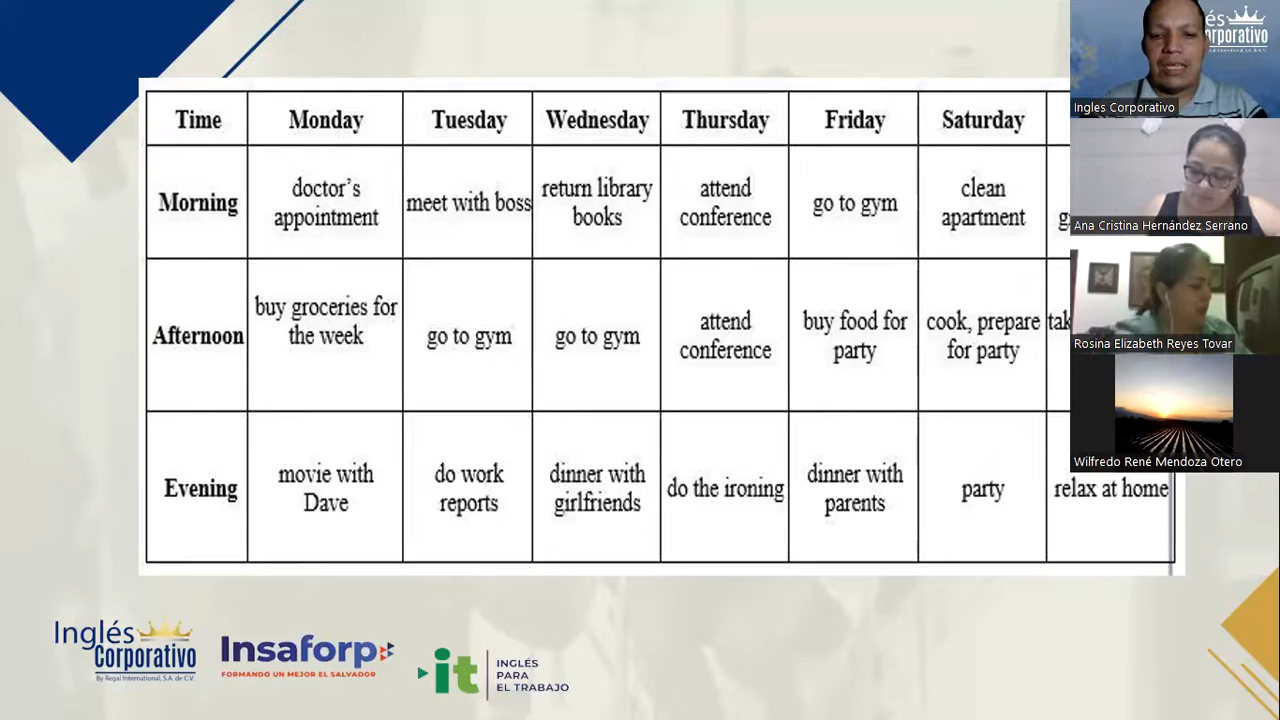 Time Monday Tuesday Wednesday Thursday Friday Saturday
Morning
doctor's
appointment
meet with boss
return library
books
attend
conference
go to gym
clean
apartment
Afternoon
buy groceries for
the week
go to gym
go to gym
attend
conference
buy food for
party
cook, prepare
for party
Evening
movie with
Dave
do work
reports
dinner with
girlfriends
do the ironing
dinner with
parents
party
relax at home
Ingles Corporativo
Ana Cristina Hernández Serrano
Rosina Elizabeth Reyes Tovar
Wilfredo René Mendoza Otero
Inglés
Corporativo
By Regal International, S.A. de C.V.
Insaforp
FORMANDO UN MEJOR EL SALVADOR
it
INGLÉS
PARA
EL TRABAJO